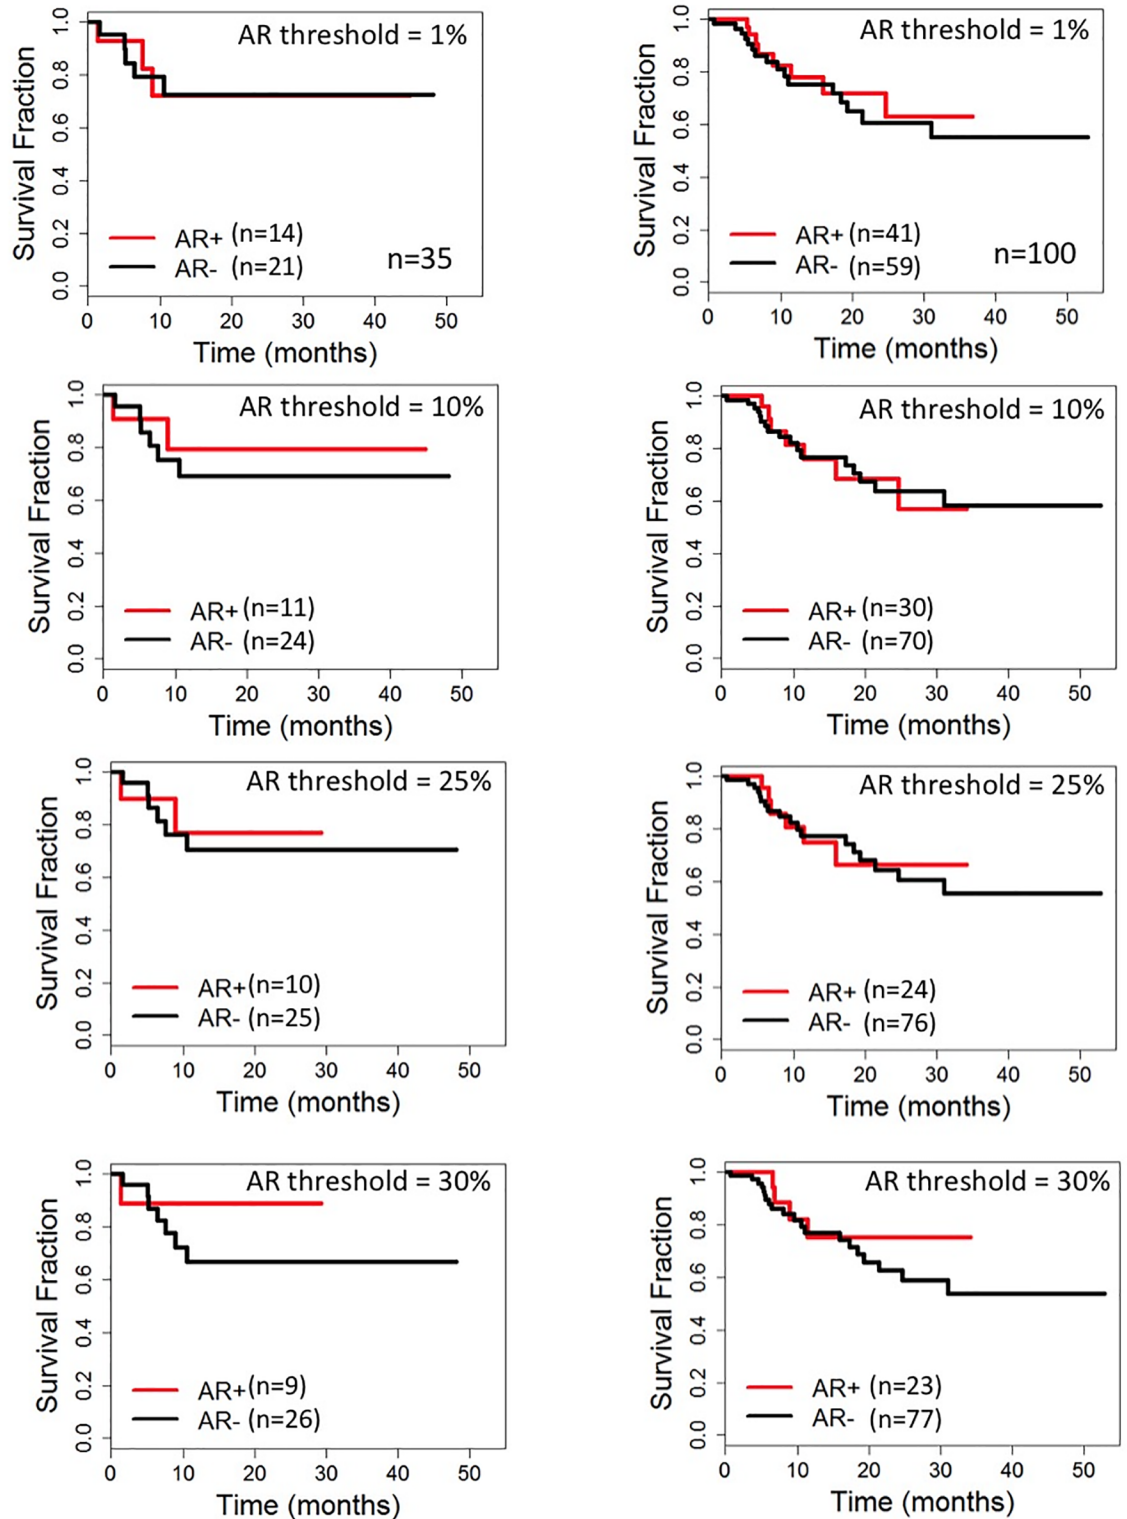 AR threshold = 1%
Survival Fraction
1.0
0.8
0.6
0.4
0.2
0.0
AR+ (n=14)
AR- (n=21)
n=35
0 10 20 30 40 50
Time (months)
AR threshold = 1%
Survival Fraction
1.0
0.8
0.6
0.4
0.2
0.0
AR+ (n=41)
AR- (n=59)
n=100
0 10 20 30 40 50
Time (months)
AR threshold = 10%
Survival Fraction
1.0
0.8
0.6
0.4
0.2
0.0
AR+ (n=11)
AR- (n=24)
0 10 20 30 40 50
Time (months)
AR threshold = 10%
Survival Fraction
1.0
0.8
0.6
0.4
0.2
0.0
AR+ (n=30)
AR- (n=70)
0 10 20 30 40 50
Time (months)
AR threshold = 25%
Survival Fraction
1.0
0.8
0.6
0.4
0.2
0.0
AR+ (n=10)
AR- (n=25)
0 10 20 30 40 50
Time (months)
AR threshold = 25%
Survival Fraction
1.0
0.8
0.6
0.4
0.2
0.0
AR+ (n=24)
AR- (n=76)
0 10 20 30 40 50
Time (months)
AR threshold = 30%
Survival Fraction
1.0
0.8
0.6
0.4
0.2
0.0
AR+ (n=9)
AR- (n=26)
0 10 20 30 40 50
Time (months)
AR threshold = 30%
Survival Fraction
1.0
0.8
0.6
0.4
0.2
0.0
AR+ (n=23)
AR- (n=77)
0 10 20 30 40 50
Time (months)